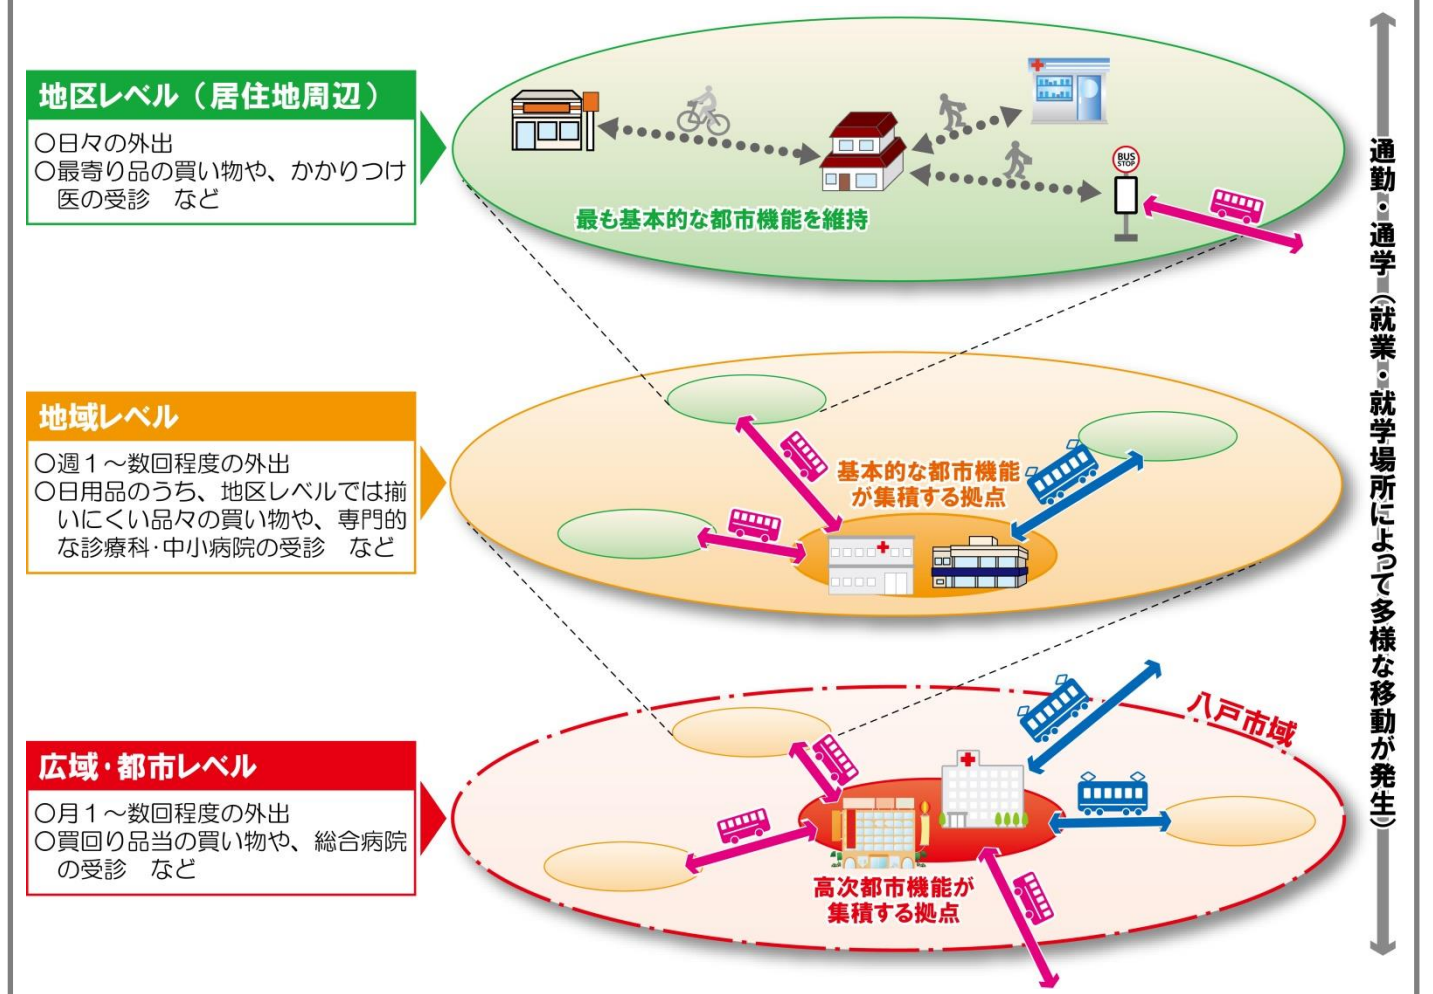 地区レベル（居住地周辺）
○日々の外出
○最寄り品の買い物や、かかりつけ
医の受診　など
BUS
STOP
最も基本的な都市機能を維持
地域レベル
○週１～数回程度の外出
○日用品のうち、地区レベルでは揃
いにくい品々の買い物や、専門的
な診療科・中小病院の受診　など
基本的な都市機能
が集積する拠点
広域・都市レベル
○月１～数回程度の外出
○買回り品当の買い物や、総合病院
の受診　など
八戸市域
高次都市機能が
集積する拠点
通勤・通学（就業・就学場所によって多様な移動が発生）